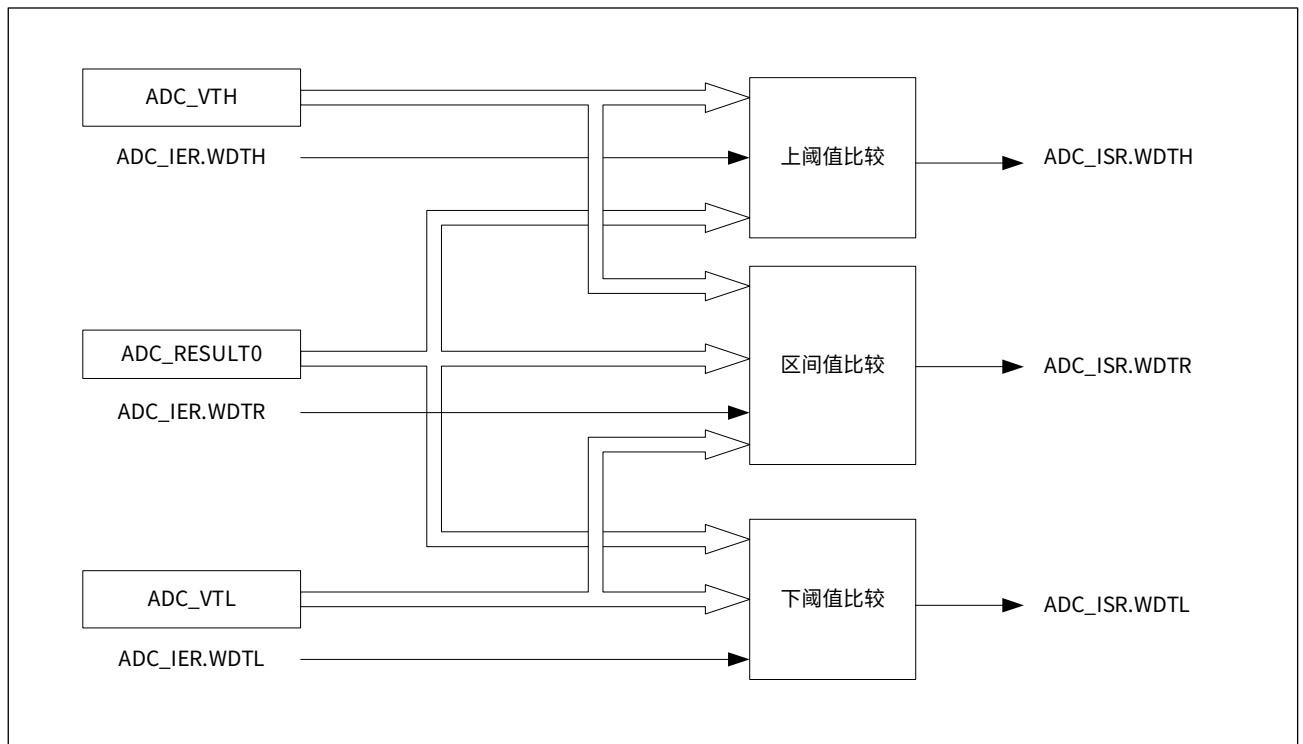 ADC_VTH
ADC_IER.WDTH
上阈值比较
ADC_ISR.WDTH
ADC_RESULT0
ADC_IER.WDTR
区间值比较
ADC_ISR.WDTR
ADC_VTL
ADC_IER.WDTL
下阈值比较
ADC_ISR.WDTL